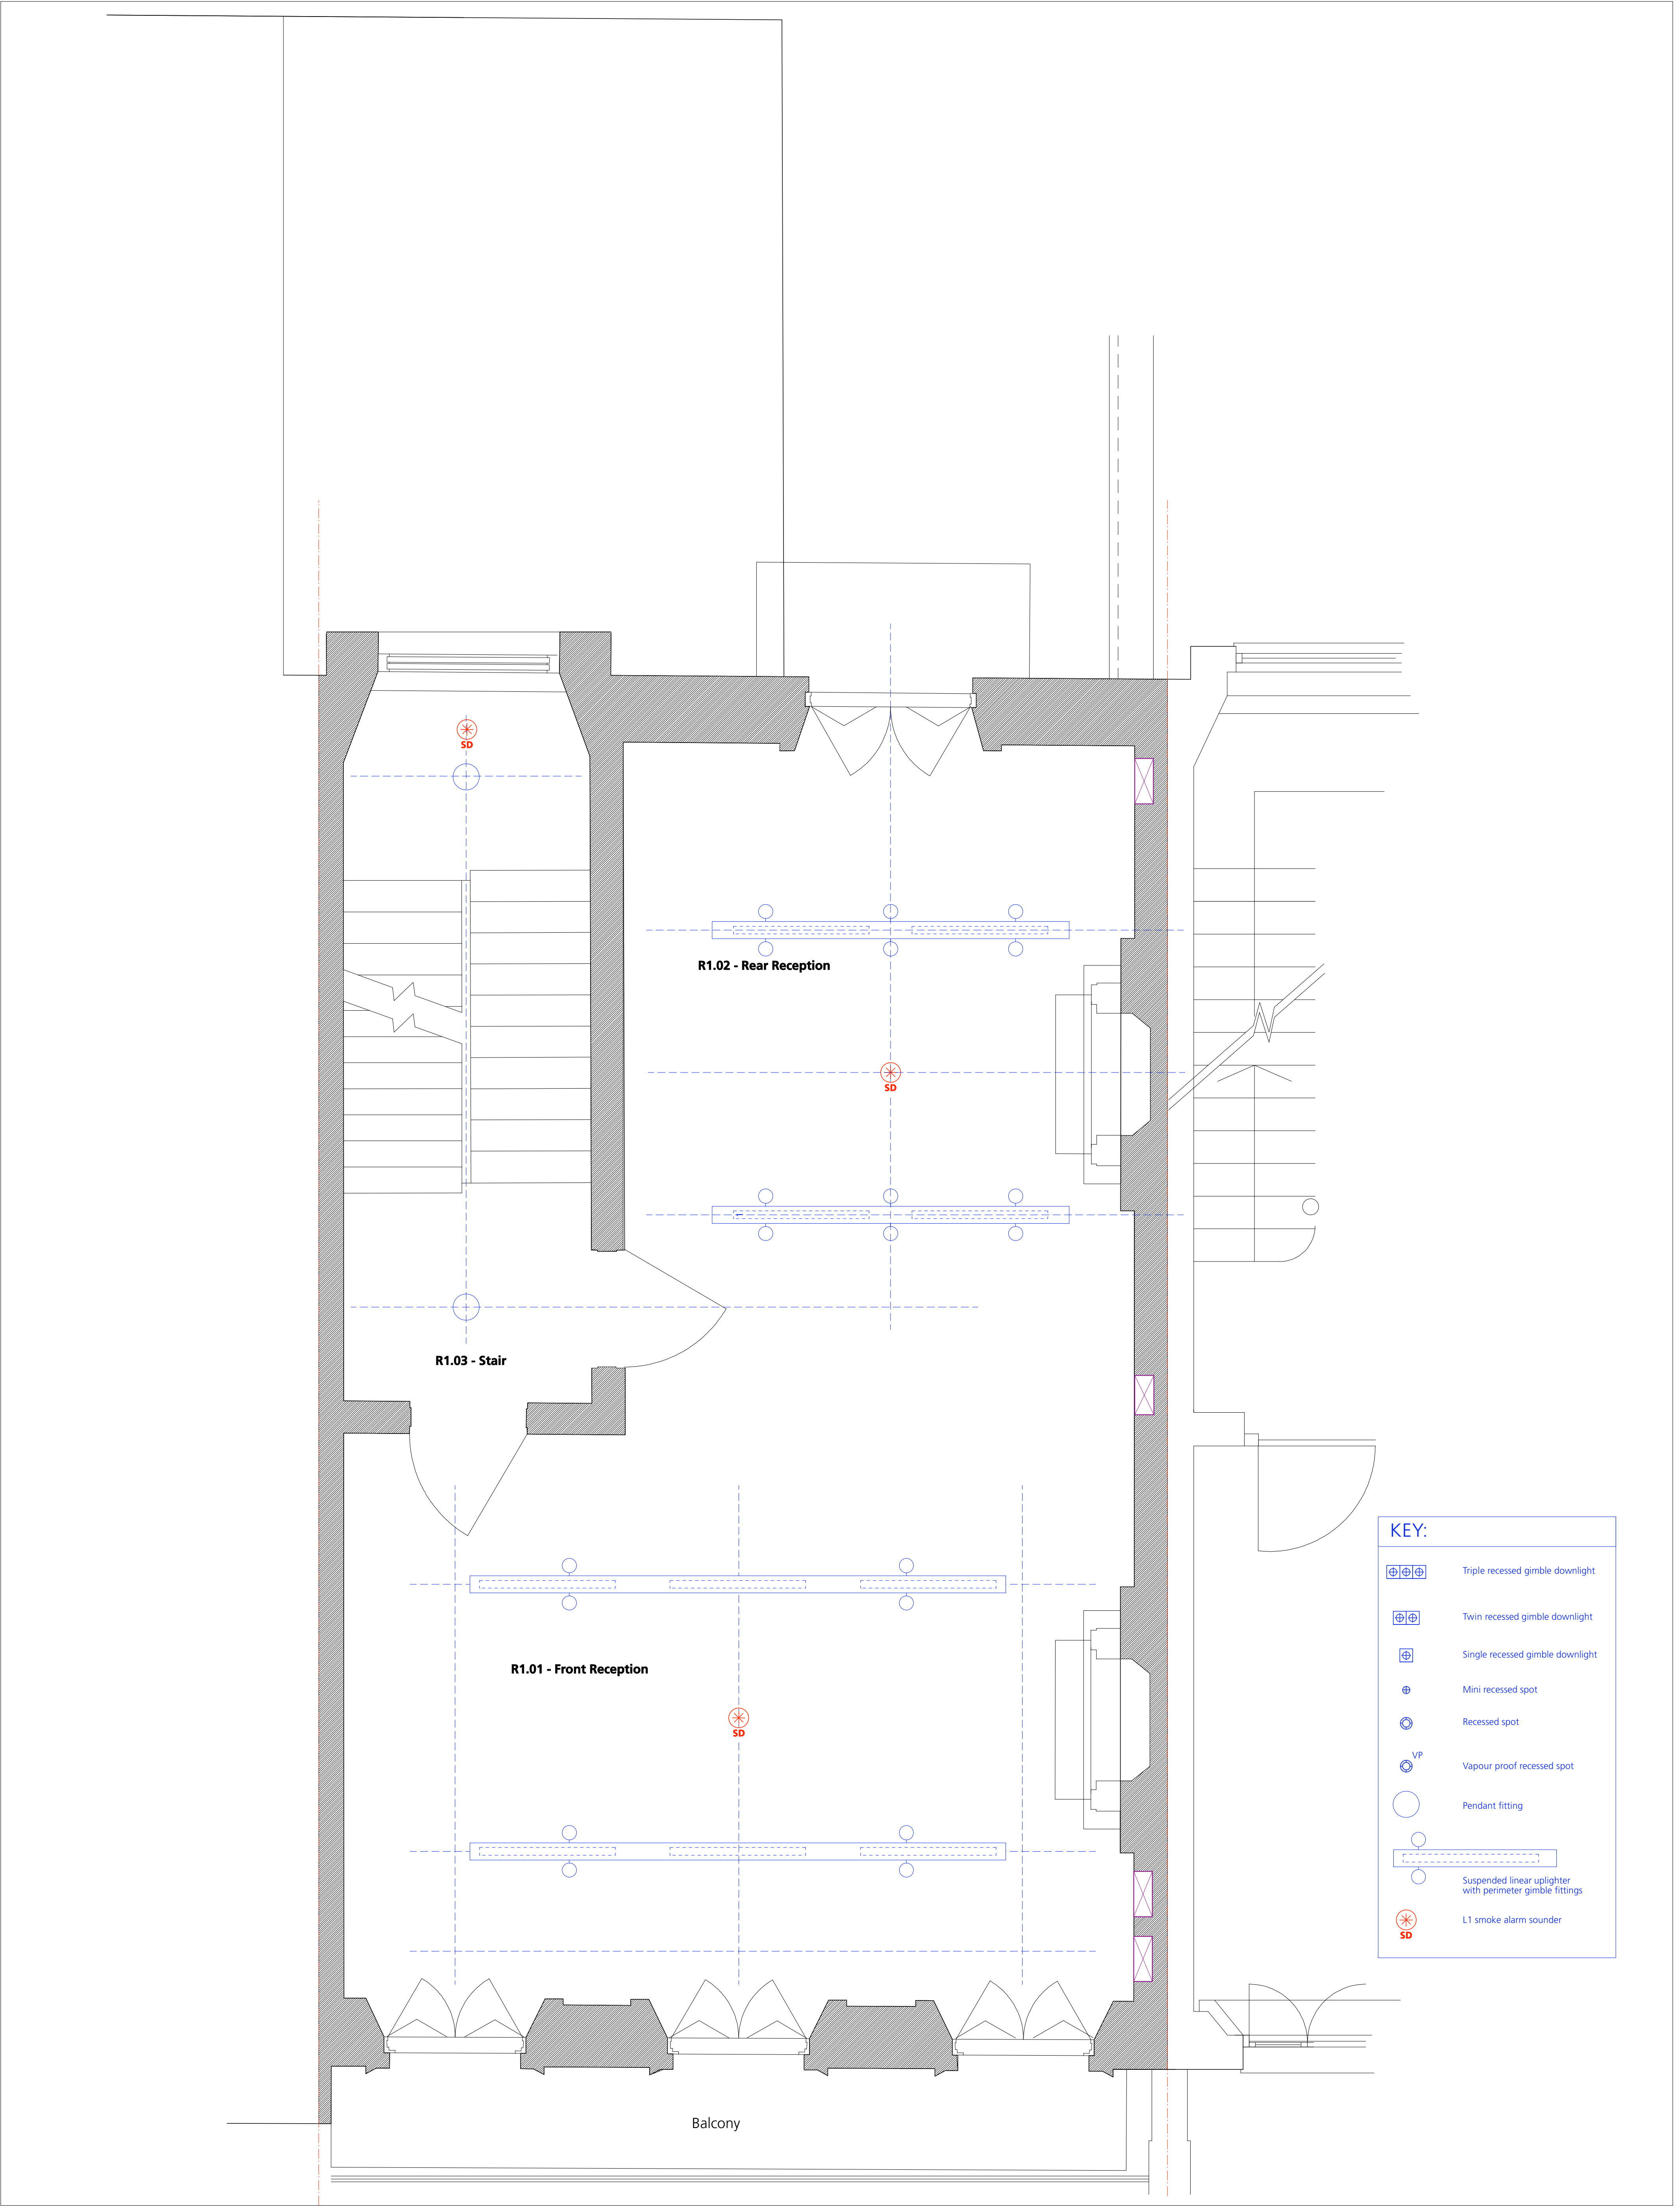 SD
R1.02 - Rear Reception
SD
R1.03 - Stair
R1.01 - Front Reception
SD
Balcony
KEY:
Triple recessed gimble downlight
Twin recessed gimble downlight
Single recessed gimble downlight
Mini recessed spot
Recessed spot
VP
Vapour proof recessed spot
Pendant fitting
Suspended linear uplighter
with perimeter gimble fittings
L1 smoke alarm sounder
SD